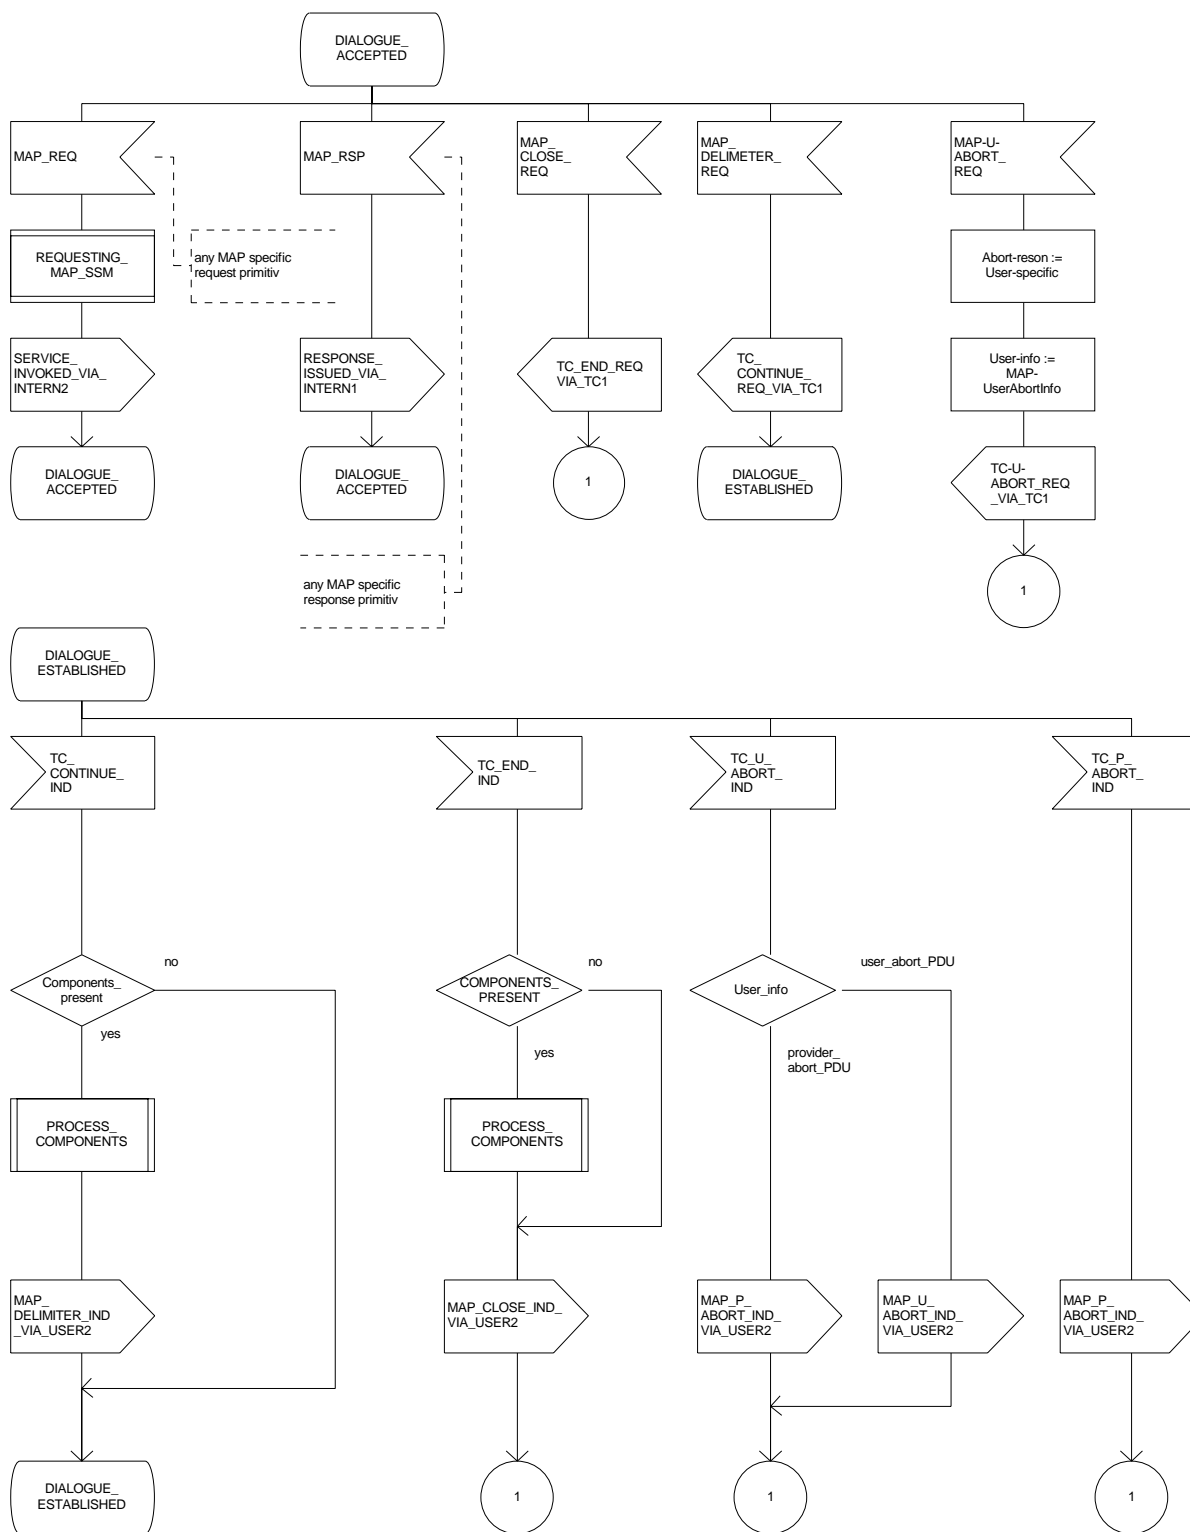 DIALOGUE_
ACCEPTED
MAP_REQ
MAP_RSP
MAP_
CLOSE_
REQ
MAP_
DELIMETER_
REQ
MAP-U-
ABORT_
REQ
REQUESTING_
MAP_SSM
any MAP specific
request primitiv
Abort-reson :=
User-specific
SERVICE_
INVOKED_VIA_
INTERN2
RESPONSE_
ISSUED_VIA_
INTERN1
TC_END_REQ
VIA_TC1
TC_
CONTINUE_
REQ_VIA_TC1
User-info :=
MAP-
UserAbortInfo
DIALOGUE_
ACCEPTED
DIALOGUE_
ACCEPTED
1
DIALOGUE_
ESTABLISHED
TC-U-
ABORT_REQ
_VIA_TC1
any MAP specific
response primitiv
1
DIALOGUE_
ESTABLISHED
TC_
CONTINUE_
IND
TC_END_
IND
TC_U_
ABORT_
IND
TC_P_
ABORT_
IND
Components_
present
no
yes
COMPONENTS_
PRESENT
no
yes
User_info
user_abort_PDU
provider_
abort_PDU
PROCESS_
COMPONENTS
PROCESS_
COMPONENTS
MAP_
DELIMITER_IND
_VIA_USER2
MAP_CLOSE_IND_
VIA_USER2
MAP_P_
ABORT_IND_
VIA_USER2
MAP_U_
ABORT_IND_
VIA_USER2
MAP_P_
ABORT_IND_
VIA_USER2
DIALOGUE_
ESTABLISHED
1
1
1